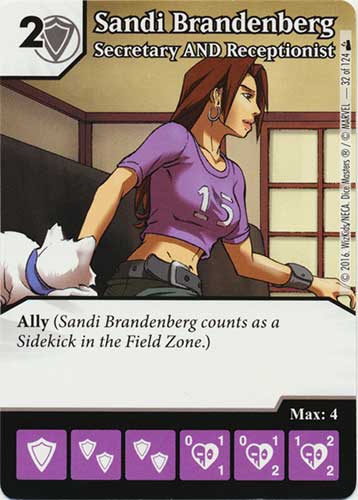 2
Sandi Brandenberg
Secretary AND Receptionist
15
© 2016. WizKids/NECA. Dice Masters ® / © MARVEL — 32 of 124
Ally (Sandi Brandenberg counts as a
Sidekick in the Field Zone.)
Max: 4
0 1 1
0 1 2
1 2 2